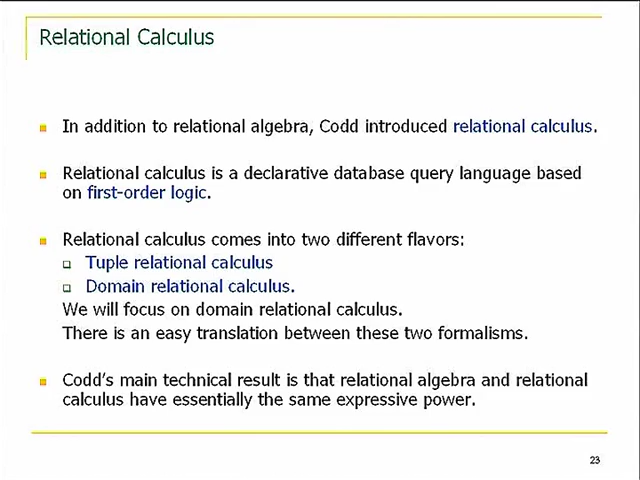 Relational Calculus
In addition to relational algebra, Codd introduced relational calculus.
Relational calculus is a declarative database query language based
on first-order logic.
Relational calculus comes into two different flavors:
Tuple relational calculus
Domain relational calculus.
We will focus on domain relational calculus.
There is an easy translation between these two formalisms.
Codd's main technical result is that relational algebra and relational
calculus have essentially the same expressive power.
23